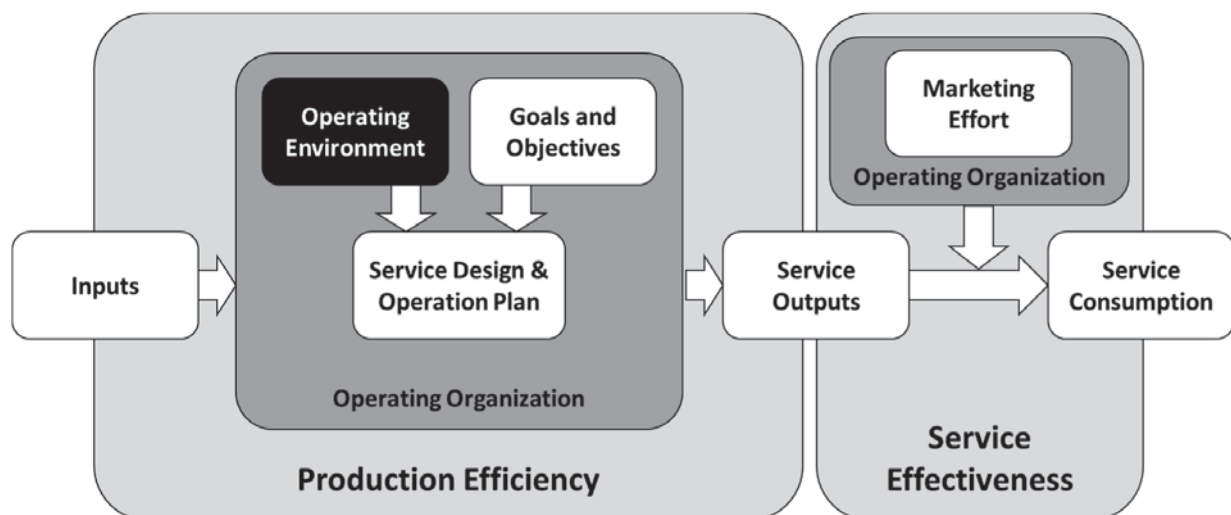 Operating
Environment
Goals and
Objectives
Inputs
Service Design &
Operation Plan
Operating Organization
Production Efficiency
Service
Outputs
Marketing
Effort
Operating Organization
Service
Consumption
Service
Effectiveness